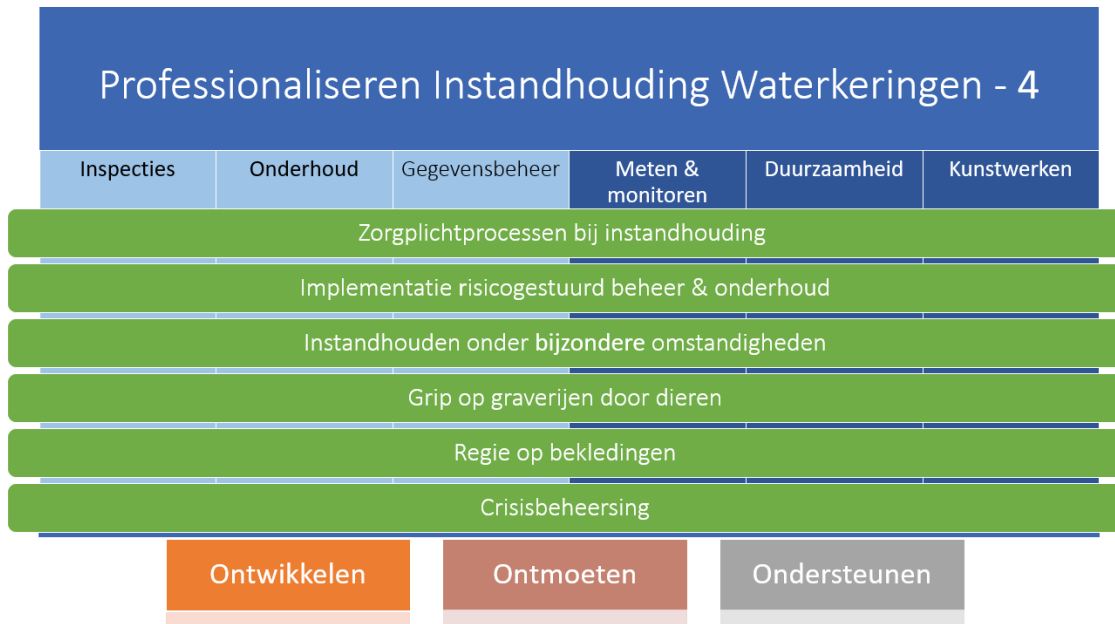 Professionaliseren Instandhouding Waterkeringen - 4
Inspecties
Onderhoud
Gegevensbeheer
Meten &
monitoren
Duurzaamheid
Kunstwerken
Zorgplichtprocessen bij instandhouding
Implementatie risicogestuurd beheer & onderhoud
Instandhouden onder bijzondere omstandigheden
Grip op graverijen door dieren
Regie op bekledingen
Crisisbeheersing
Ontwikkelen
Ontmoeten
Ondersteunen